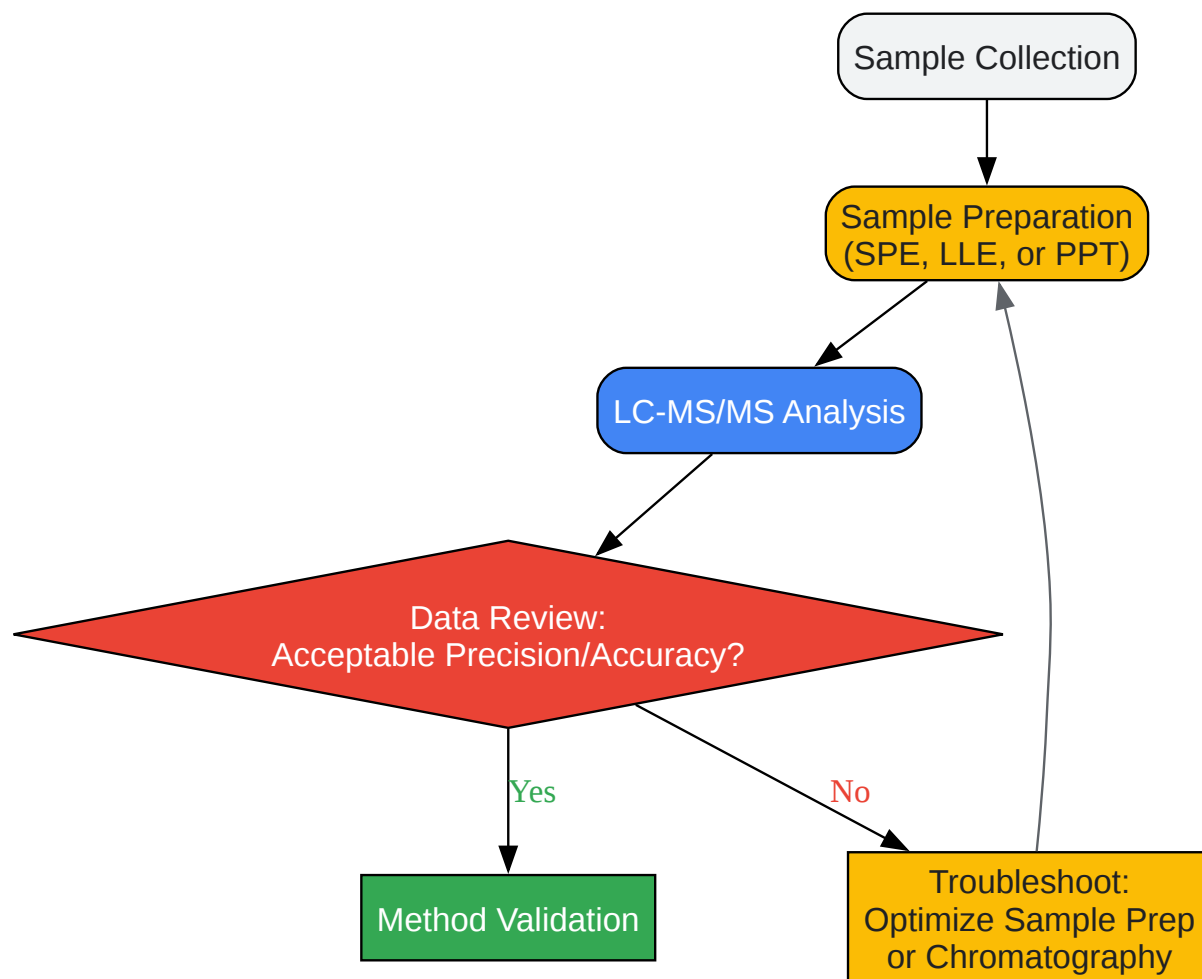 Sample Collection
Sample Preparation
(SPE, LLE, or PPT)
LC-MS/MS Analysis
Data Review:
Acceptable Precision/Accuracy?
Yes
No
Method Validation
Troubleshoot:
Optimize Sample Prep
or Chromatography